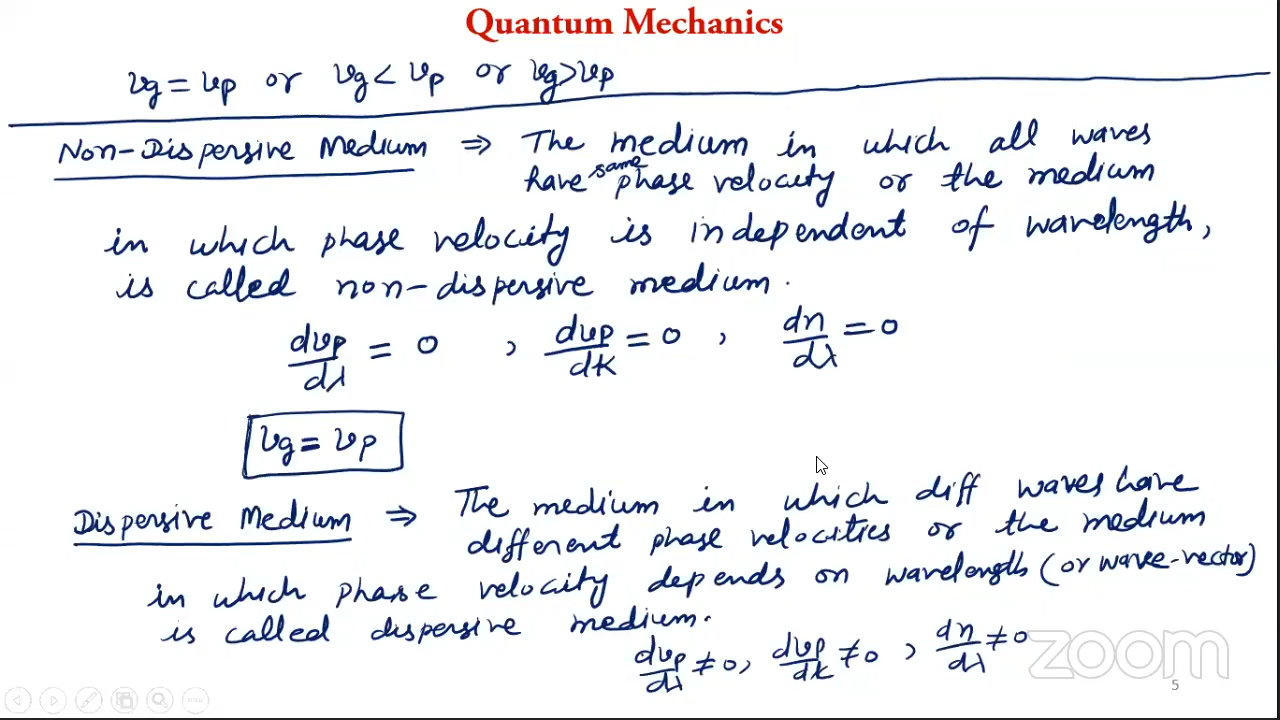 Quantum Mechanics
vg = vp or vg < vp or vg > vp
Non-Dispersive Medium ⇒ The medium in which all waves
have same phase velocity or the medium
in which phase velocity is independent of wavelength,
is called non-dispersive medium.
dvp/dλ = 0 , dvp/dk = 0 , dn/dλ = 0
vg = vp
Dispersive Medium ⇒ The medium in which diff waves have
different phase velocities or the medium
in which phase velocity depends on wavelength (or wave-vector)
is called dispersive medium.
dvp/dλ ≠ 0, dvp/dk ≠ 0 , dn/dλ ≠ 0
zoom
5